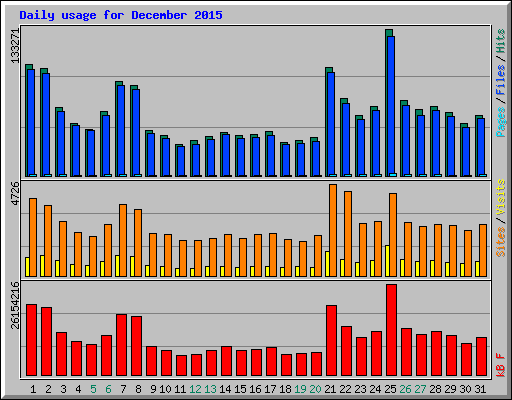 Daily usage for December 2015
133271
Pages / Files / Hits
4726
Sites / Visits
26154216
kB F
1 2 3 4 5 6 7 8 9 10 11 12 13 14 15 16 17 18 19 20 21 22 23 24 25 26 27 28 29 30 31